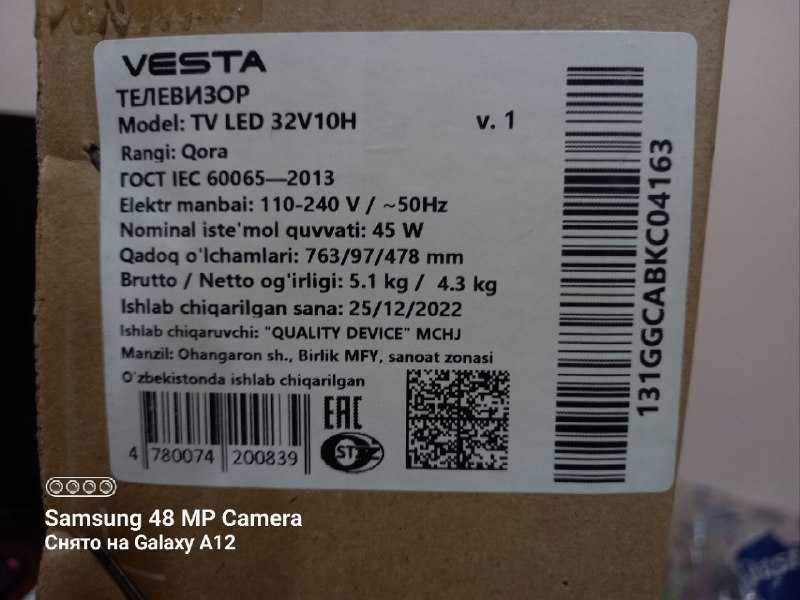 VESTA
ТЕЛЕВИЗОР
Model: TV LED 32V10H v. 1
Rangi: Qora
ГОСТ IEC 60065—2013
Elektr manbai: 110-240 V / ~50Hz
Nominal iste'mol quvvati: 45 W
Qadoq o'lchamlari: 763/97/478 mm
Brutto / Netto og'irligi: 5.1 kg / 4.3 kg
Ishlab chiqarilgan sana: 25/12/2022
Ishlab chiqaruvchi: "QUALITY DEVICE" MCHJ
Manzil: Ohangaron sh., Birlik MFY, sanoat zonasi
O'zbekistonda ishlab chiqarilgan
4 780074 200839
EAC
ST
131GGCABKC04163
Samsung 48 MP Camera
Снято на Galaxy A12